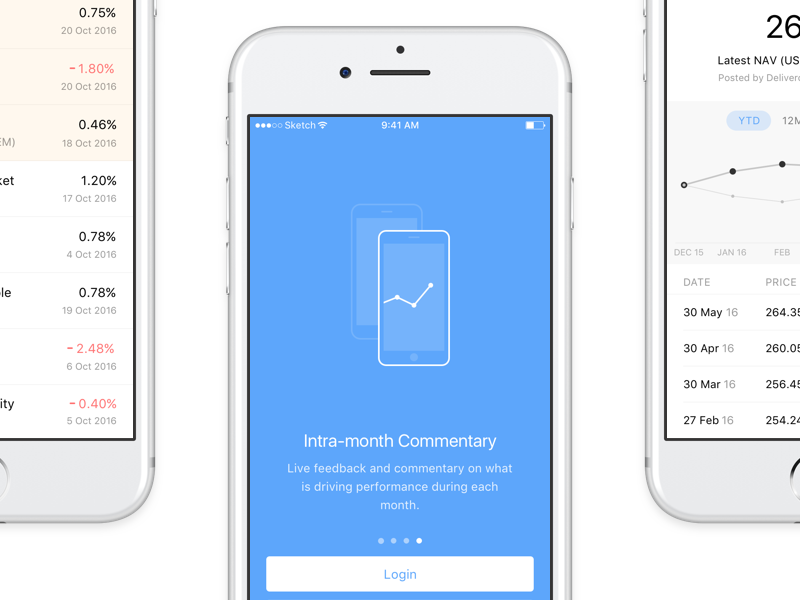 0.75%
20 Oct 2016
-1.80%
20 Oct 2016
0.46%
EM) 18 Oct 2016
ket 1.20%
17 Oct 2016
0.78%
4 Oct 2016
le 0.78%
19 Oct 2016
-2.48%
6 Oct 2016
ity -0.40%
5 Oct 2016
Sketch 9:41 AM
Intra-month Commentary
Live feedback and commentary on what
is driving performance during each
month.
Login
26
Latest NAV (US
Posted by Deliver
YTD 12M
DEC 15 JAN 16 FEB
DATE PRICE
30 May 16 264.35
30 Apr 16 260.05
30 Mar 16 256.45
27 Feb 16 254.24